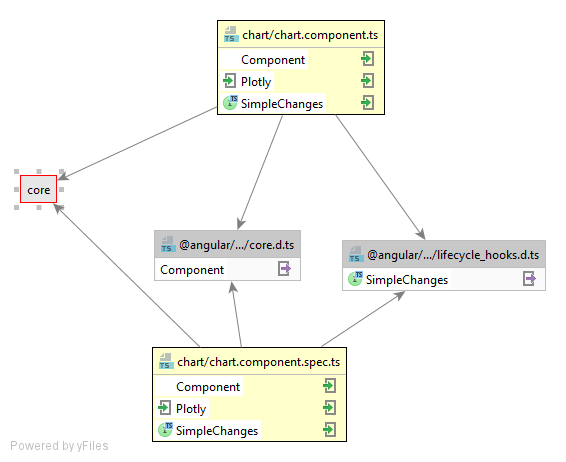 chart/chart.component.ts
Component
Plotly
SimpleChanges
core
@angular/.../core.d.ts
Component
@angular/.../lifecycle_hooks.d.ts
SimpleChanges
chart/chart.component.spec.ts
Component
Plotly
SimpleChanges
Powered by yFiles